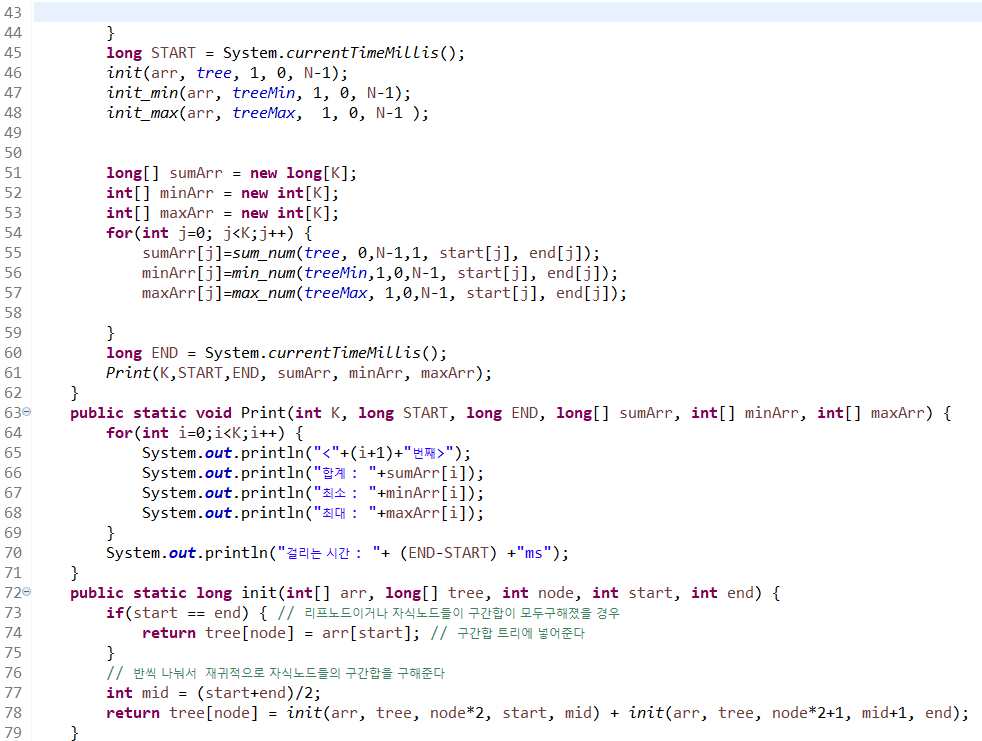 43
44         }
45         long START = System.currentTimeMillis();
46         init(arr, tree, 1, 0, N-1);
47         init_min(arr, treeMin, 1, 0, N-1);
48         init_max(arr, treeMax,  1, 0, N-1 );
49
50
51         long[] sumArr = new long[K];
52         int[] minArr = new int[K];
53         int[] maxArr = new int[K];
54         for(int j=0; j<K;j++) {
55             sumArr[j]=sum_num(tree, 0,N-1,1, start[j], end[j]);
56             minArr[j]=min_num(treeMin,1,0,N-1, start[j], end[j]);
57             maxArr[j]=max_num(treeMax, 1,0,N-1, start[j], end[j]);
58
59         }
60         long END = System.currentTimeMillis();
61         Print(K,START,END, sumArr, minArr, maxArr);
62     }
63     public static void Print(int K, long START, long END, long[] sumArr, int[] minArr, int[] maxArr) {
64         for(int i=0;i<K;i++) {
65             System.out.println("<"+(i+1)+"번째>");
66             System.out.println("합계 : "+sumArr[i]);
67             System.out.println("최소 : "+minArr[i]);
68             System.out.println("최대 : "+maxArr[i]);
69         }
70         System.out.println("걸리는 시간 : "+ (END-START) +"ms");
71     }
72     public static long init(int[] arr, long[] tree, int node, int start, int end) {
73         if(start == end) { // 리프노드이거나 자식노드들이 구간합이 모두구해졌을 경우
74             return tree[node] = arr[start]; // 구간합 트리에 넣어준다
75         }
76         // 반씩 나눠서  재귀적으로 자식노드들의 구간합을 구해준다
77         int mid = (start+end)/2;
78         return tree[node] = init(arr, tree, node*2, start, mid) + init(arr, tree, node*2+1, mid+1, end);
79     }